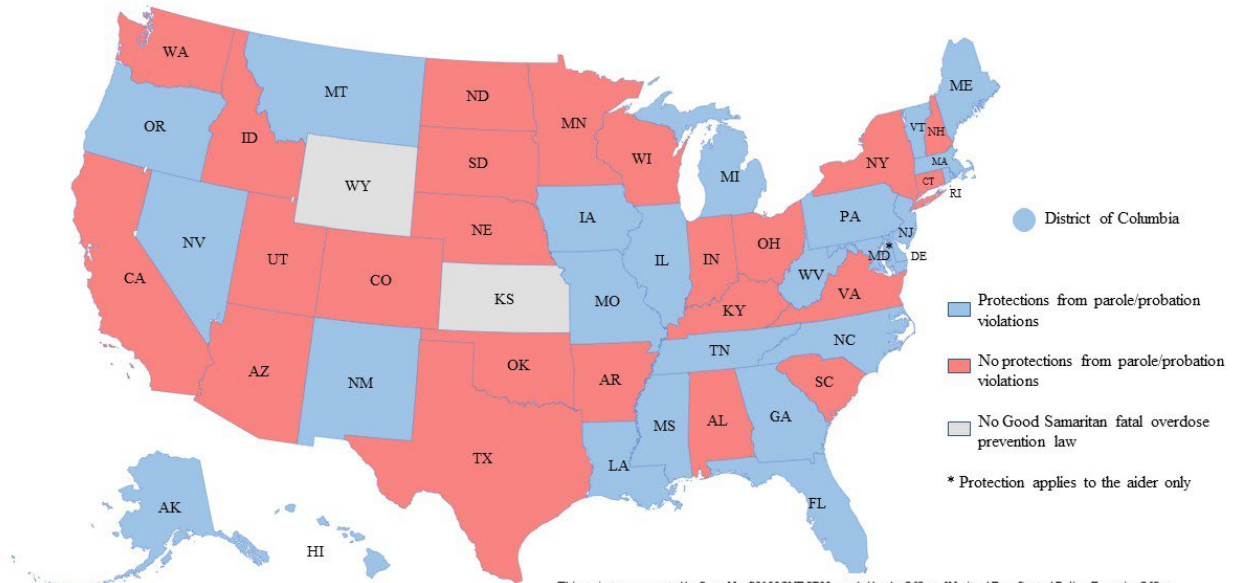 WA
MT
ND
MN
ME
OR
ID
WY
SD
WI
MI
VT
NH
NY
MA
CT
RI
NV
UT
CO
NE
IA
IL
IN
OH
PA
NJ
District of Columbia
CA
KS
MO
KY
WV
VA
MD
*
DE
Protections from parole/probation
violations
AZ
NM
OK
AR
TN
NC
SC
No protections from parole/probation
violations
TX
LA
MS
AL
GA
FL
No Good Samaritan fatal overdose
prevention law
* Protection applies to the aider only
AK
HI